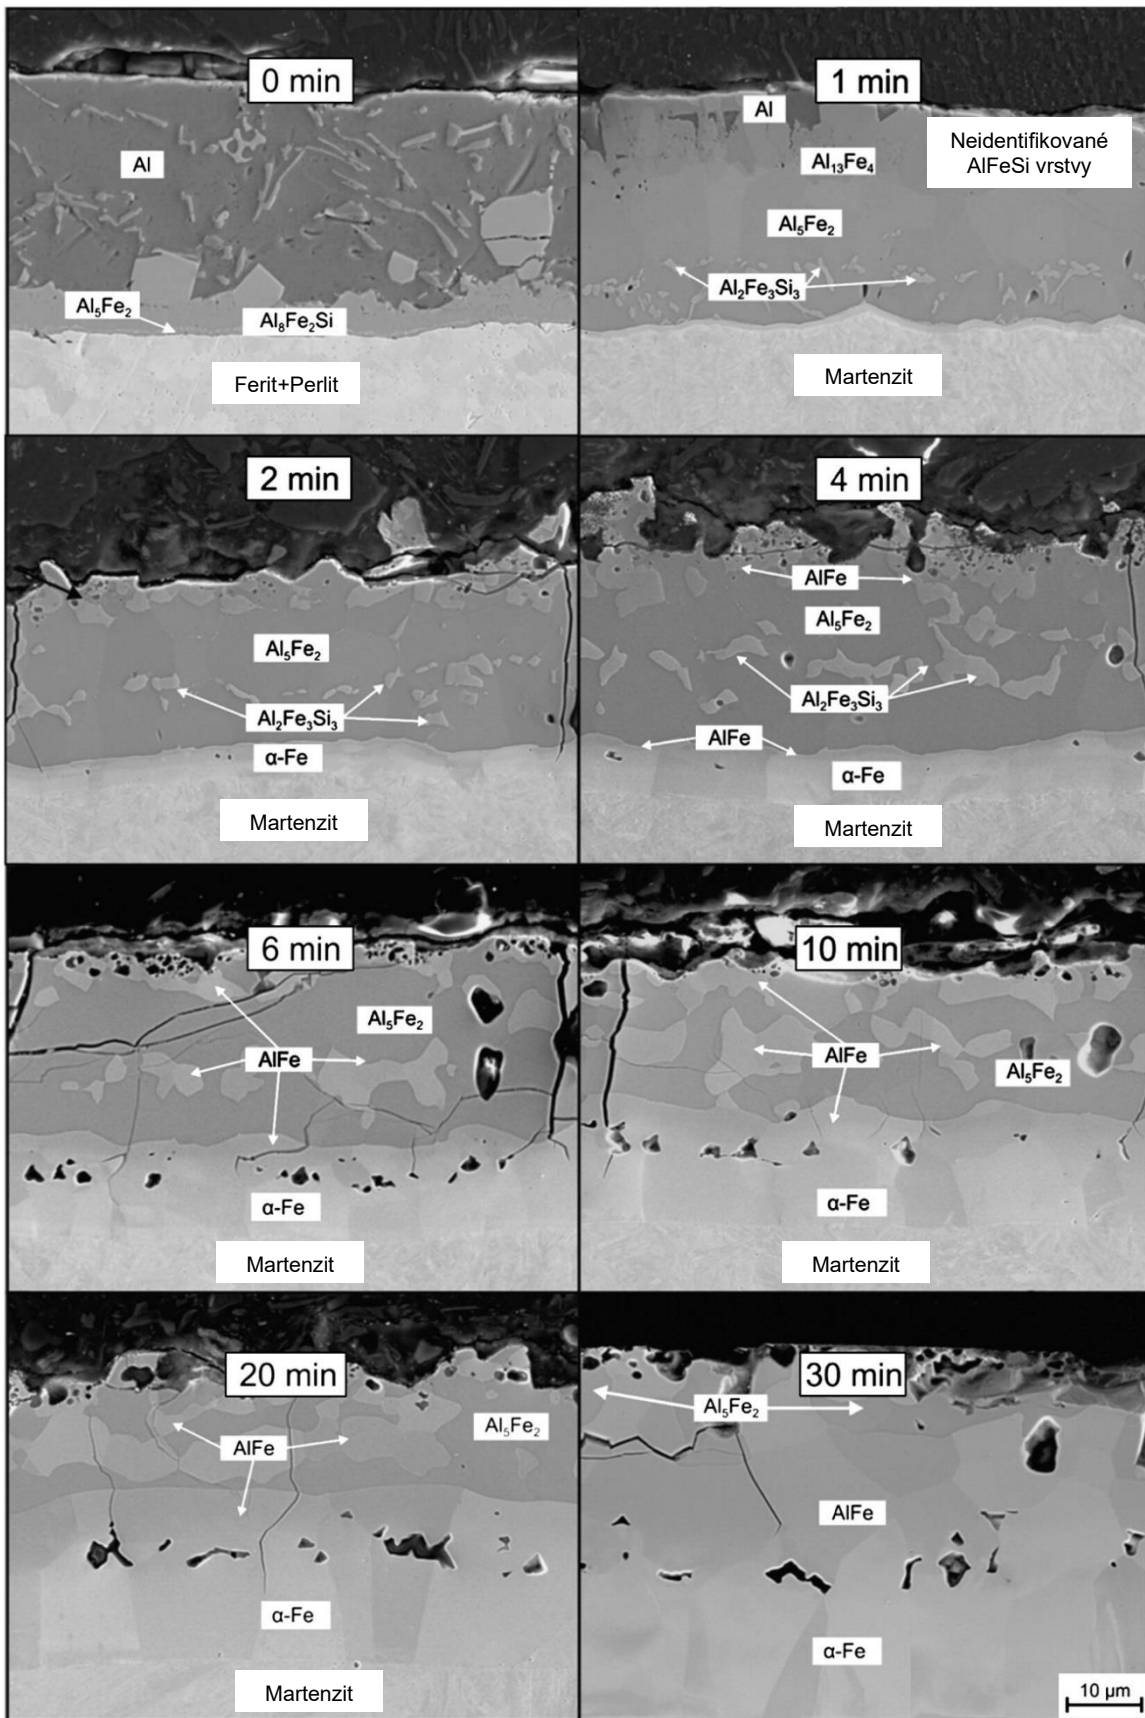 0 min
Al
Al₅Fe₂
Al₈Fe₂Si
Ferit+Perlit
1 min
Al
Neidentifikované
AlFeSi vrstvy
Al₁₃Fe₄
Al₅Fe₂
Al₂Fe₃Si₃
Martenzit
2 min
Al₅Fe₂
Al₂Fe₃Si₃
α-Fe
Martenzit
4 min
AlFe
Al₅Fe₂
Al₂Fe₃Si₃
AlFe
α-Fe
Martenzit
6 min
Al₅Fe₂
AlFe
α-Fe
Martenzit
10 min
AlFe
Al₅Fe₂
α-Fe
Martenzit
20 min
Al₅Fe₂
AlFe
α-Fe
Martenzit
30 min
Al₅Fe₂
AlFe
α-Fe
10 µm